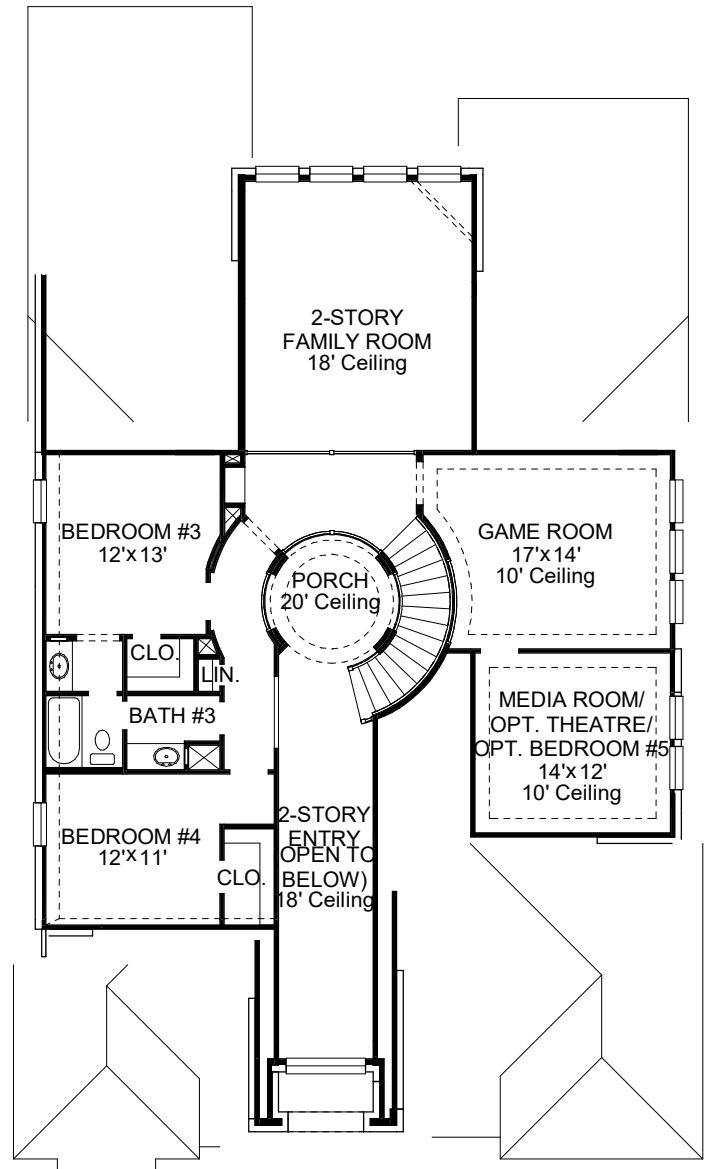 2-STORY
FAMILY ROOM
18' Ceiling
BEDROOM #3
12'x13'
GAME ROOM
17'x14'
10' Ceiling
PORCH
20' Ceiling
CLO.
LIN.
BATH #3
MEDIA ROOM/
OPT. THEATRE/
OPT. BEDROOM #5
14'x12'
10' Ceiling
2-STORY
ENTRY
(OPEN TO
BELOW)
18' Ceiling
BEDROOM #4
12'x11'
CLO.